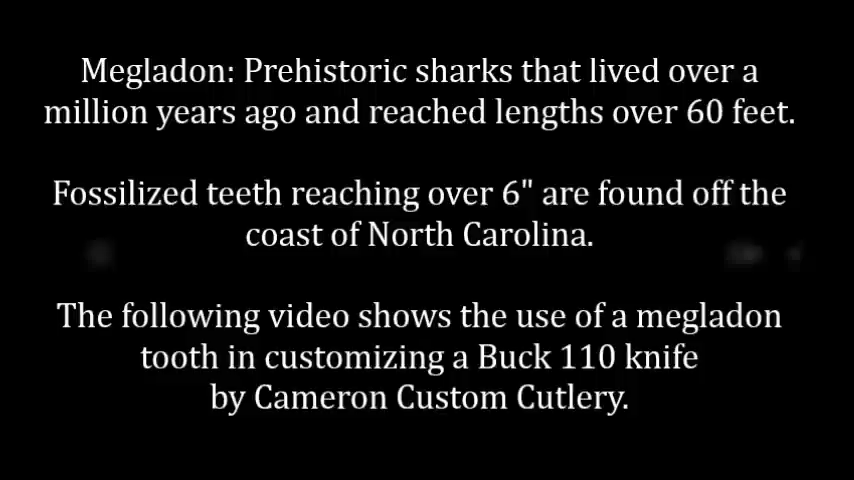 Megladon: Prehistoric sharks that lived over a
million years ago and reached lengths over 60 feet.
Fossilized teeth reaching over 6" are found off the
coast of North Carolina.
The following video shows the use of a megladon
tooth in customizing a Buck 110 knife
by Cameron Custom Cutlery.